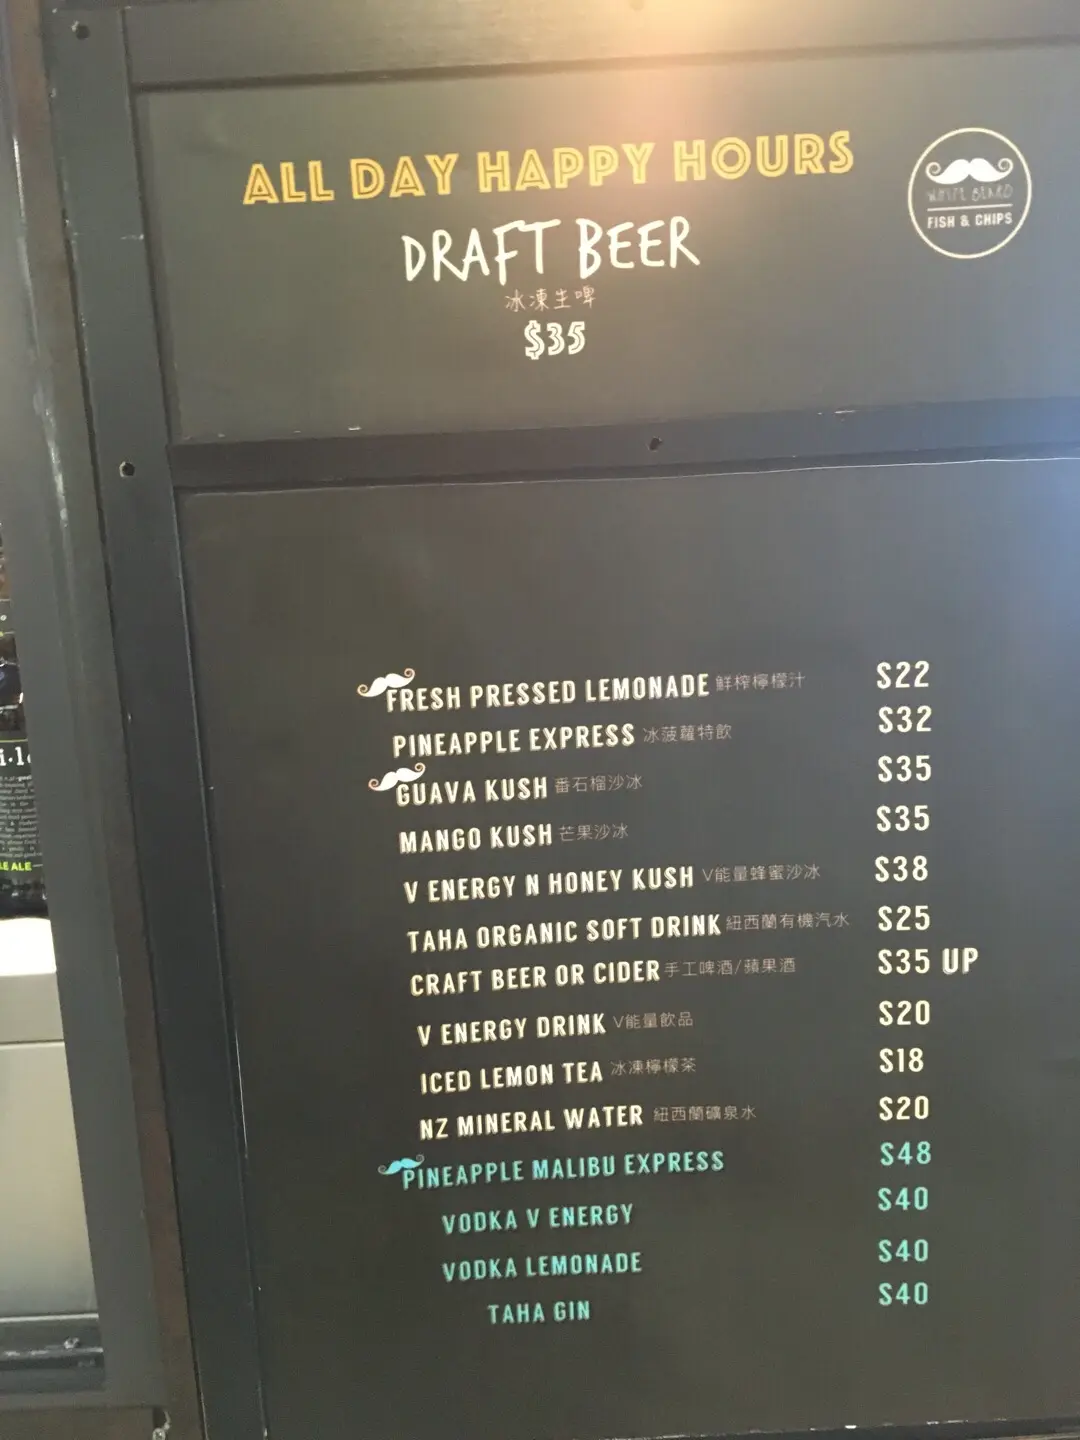 ALL DAY HAPPY HOURS
WHITE BEARD
FISH & CHIPS
DRAFT BEER
冰凍生啤
$35
FRESH PRESSED LEMONADE 鮮榨檸檬汁 $22
PINEAPPLE EXPRESS 冰菠蘿特飲 $32
GUAVA KUSH 番石榴沙冰 $35
MANGO KUSH 芒果沙冰 $35
V ENERGY N HONEY KUSH V能量蜂蜜沙冰 $38
TAHA ORGANIC SOFT DRINK 紐西蘭有機汽水 $25
CRAFT BEER OR CIDER 手工啤酒/蘋果酒 $35 UP
V ENERGY DRINK V能量飲品 $20
ICED LEMON TEA 冰凍檸檬茶 $18
NZ MINERAL WATER 紐西蘭礦泉水 $20
PINEAPPLE MALIBU EXPRESS $48
VODKA V ENERGY $40
VODKA LEMONADE $40
TAHA GIN $40